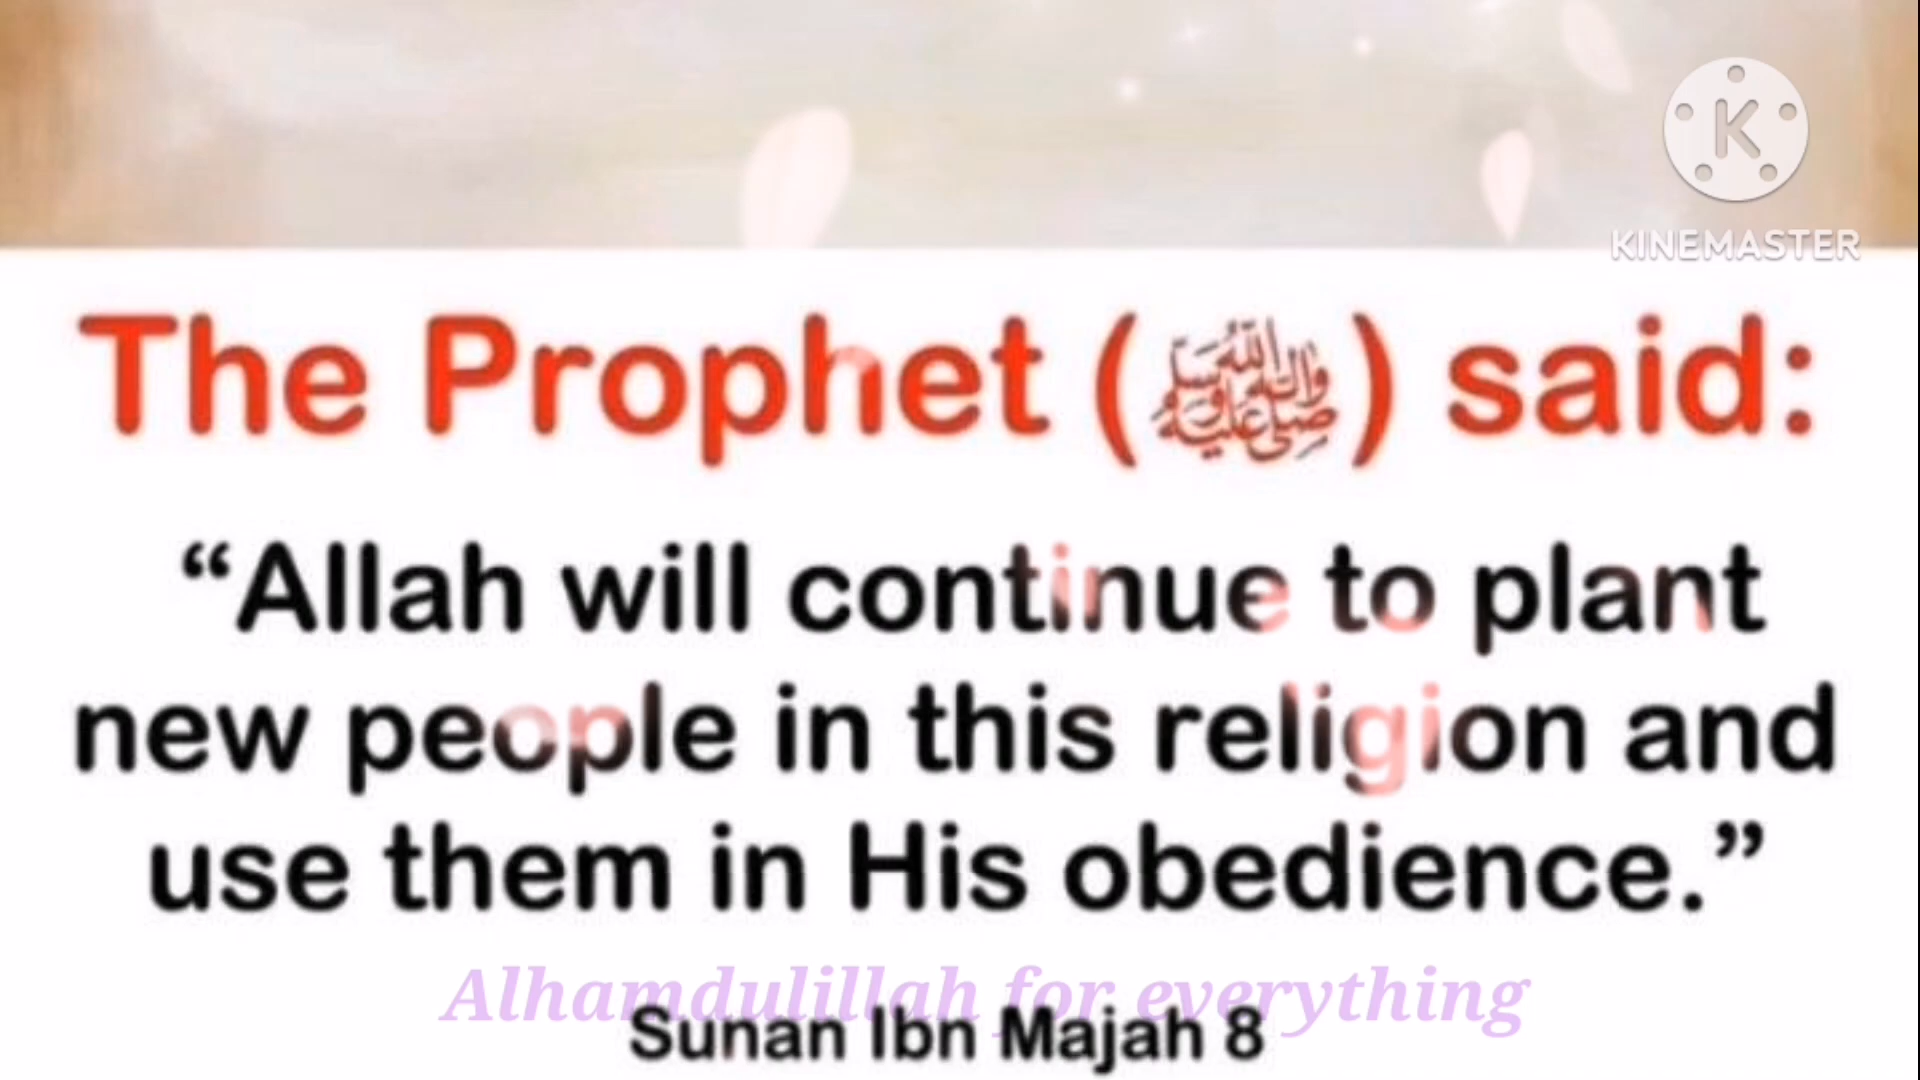 KINEMASTER
The Prophet (ﷺ) said:
“Allah will continue to plant
new people in this religion and
use them in His obedience.”
Alhamdulillah for everything
Sunan Ibn Majah 8